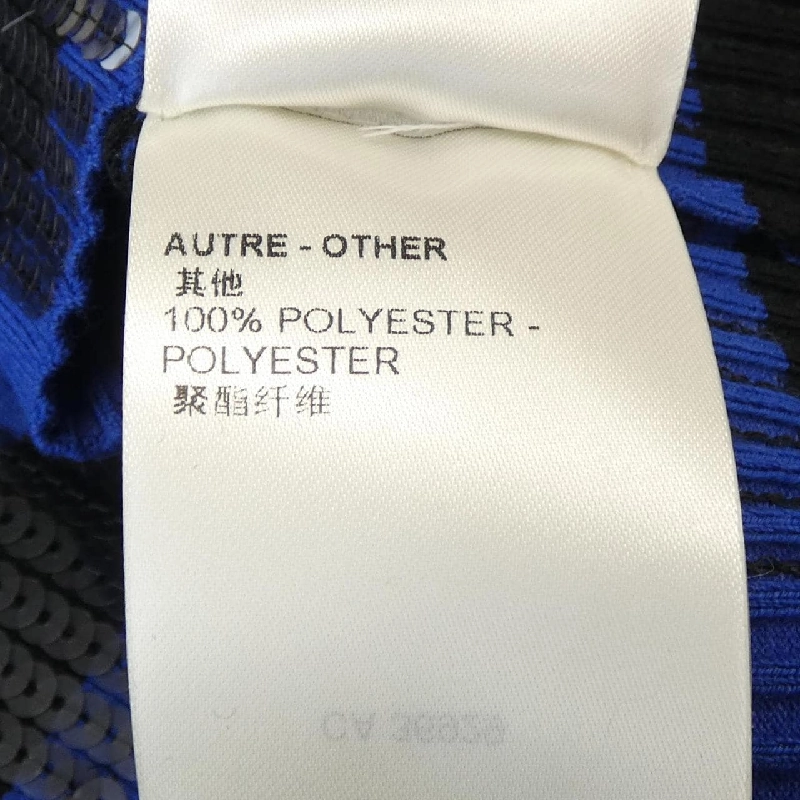 AUTRE - OTHER
其他
100% POLYESTER -
POLYESTER
聚酯纤维